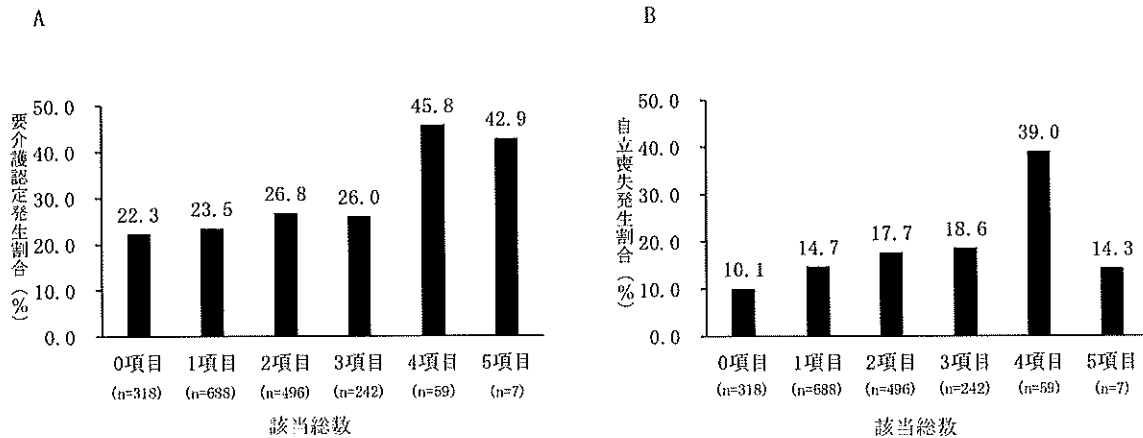 A
要介護認定発生割合（%）
50.0
40.0
30.0
20.0
10.0
0.0
22.3
23.5
26.8
26.0
45.8
42.9
0項目
1項目
2項目
3項目
4項目
5項目
(n=318)
(n=688)
(n=496)
(n=242)
(n=59)
(n=7)
該当総数
B
自立喪失発生割合（%）
50.0
40.0
30.0
20.0
10.0
0.0
10.1
14.7
17.7
18.6
39.0
14.3
0項目
1項目
2項目
3項目
4項目
5項目
(n=318)
(n=688)
(n=496)
(n=242)
(n=59)
(n=7)
該当総数